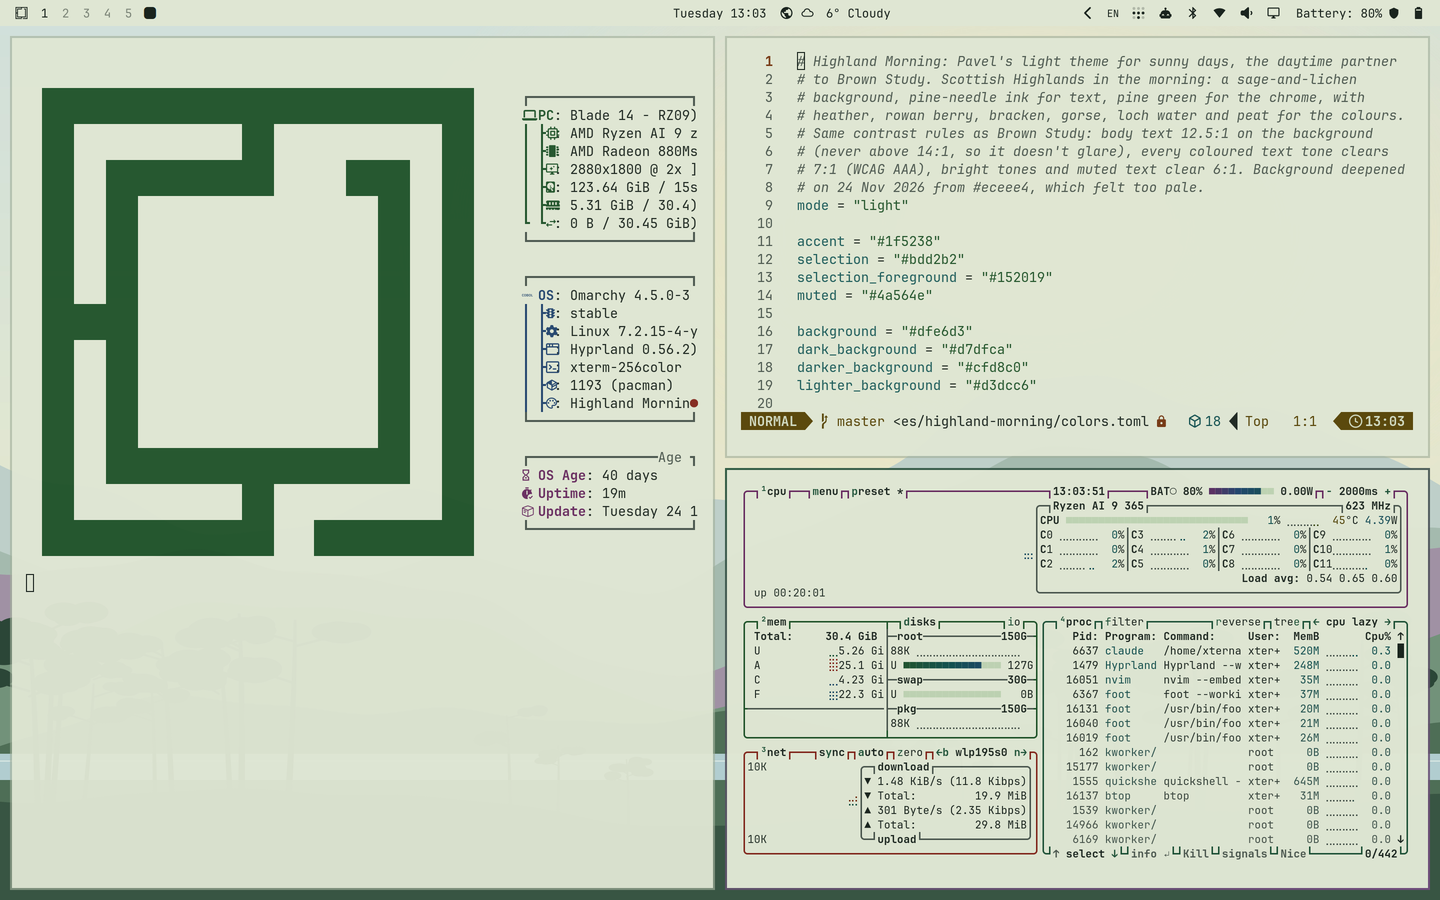 1 2 3 4 5
Tuesday 13:03 6° Cloudy
EN Battery: 80%
PC: Blade 14 - RZ09)
AMD Ryzen AI 9 z
AMD Radeon 880Ms
2880x1800 @ 2x ]
: 123.64 GiB / 15s
5.31 GiB / 30.4)
: 0 B / 30.45 GiB)
OS: Omarchy 4.5.0-3
: stable
Linux 7.2.15-4-y
Hyprland 0.56.2)
xterm-256color
: 1193 (pacman)
: Highland Mornin
Age
OS Age: 40 days
Uptime: 19m
Update: Tuesday 24 1
1 # Highland Morning: Pavel's light theme for sunny days, the daytime partner
2 # to Brown Study. Scottish Highlands in the morning: a sage-and-lichen
3 # background, pine-needle ink for text, pine green for the chrome, with
4 # heather, rowan berry, bracken, gorse, loch water and peat for the colours.
5 # Same contrast rules as Brown Study: body text 12.5:1 on the background
6 # (never above 14:1, so it doesn't glare), every coloured text tone clears
7 # 7:1 (WCAG AAA), bright tones and muted text clear 6:1. Background deepened
8 # on 24 Nov 2026 from #eceee4, which felt too pale.
9 mode = "light"
10
11 accent = "#1f5238"
12 selection = "#bdd2b2"
13 selection_foreground = "#152019"
14 muted = "#4a564e"
15
16 background = "#dfe6d3"
17 dark_background = "#d7dfca"
18 darker_background = "#cfd8c0"
19 lighter_background = "#d3dcc6"
20
NORMAL master <es/highland-morning/colors.toml 18 Top 1:1 13:03
1cpu menu preset * 13:03:51 BAT○ 80% 0.00W - 2000ms +
Ryzen AI 9 365 623 MHz
CPU 1% 45°C 4.39W
C0 0% C3 2% C6 0% C9 0%
C1 0% C4 1% C7 0% C10 1%
C2 2% C5 0% C8 0% C11 0%
Load avg: 0.54 0.65 0.60
up 00:20:01
2mem disks io
Total: 30.4 GiB root 150G
U 5.26 Gi 88K
A 25.1 Gi U 127G
C 4.23 Gi swap 30G
F 22.3 Gi U 0B
pkg 150G
88K
3net sync auto zero ←b wlp195s0 n→
10K download
▼ 1.48 KiB/s (11.8 Kibps)
▼ Total: 19.9 MiB
▲ 301 Byte/s (2.35 Kibps)
▲ Total: 29.8 MiB
10K upload
4proc filter reverse tree ← cpu lazy →
Pid: Program: Command: User: MemB Cpu% ↑
6637 claude /home/xterna xter+ 520M 0.3
1479 Hyprland Hyprland --w xter+ 248M 0.0
16051 nvim nvim --embed xter+ 35M 0.0
6367 foot foot --worki xter+ 37M 0.0
16131 foot /usr/bin/foo xter+ 20M 0.0
16040 foot /usr/bin/foo xter+ 21M 0.0
16019 foot /usr/bin/foo xter+ 26M 0.0
162 kworker/ root 0B 0.0
15177 kworker/ root 0B 0.0
1555 quickshe quickshell - xter+ 645M 0.0
16137 btop btop xter+ 31M 0.0
1539 kworker/ root 0B 0.0
14966 kworker/ root 0B 0.0
6169 kworker/ root 0B 0.0 ↓
↑ select ↓ info ↵ Kill signals Nice 0/442